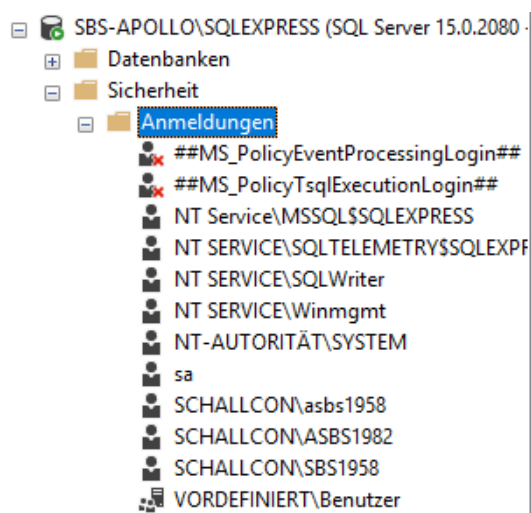 SBS-APOLLO\SQLEXPRESS (SQL Server 15.0.2080 -
Datenbanken
Sicherheit
Anmeldungen
##MS_PolicyEventProcessingLogin##
##MS_PolicyTsqlExecutionLogin##
NT Service\MSSQL$SQLEXPRESS
NT SERVICE\SQLTELEMETRY$SQLEXPR
NT SERVICE\SQLWriter
NT SERVICE\Winmgmt
NT-AUTORITÄT\SYSTEM
sa
SCHALLCON\asbs1958
SCHALLCON\ASBS1982
SCHALLCON\SBS1958
VORDEFINIERT\Benutzer